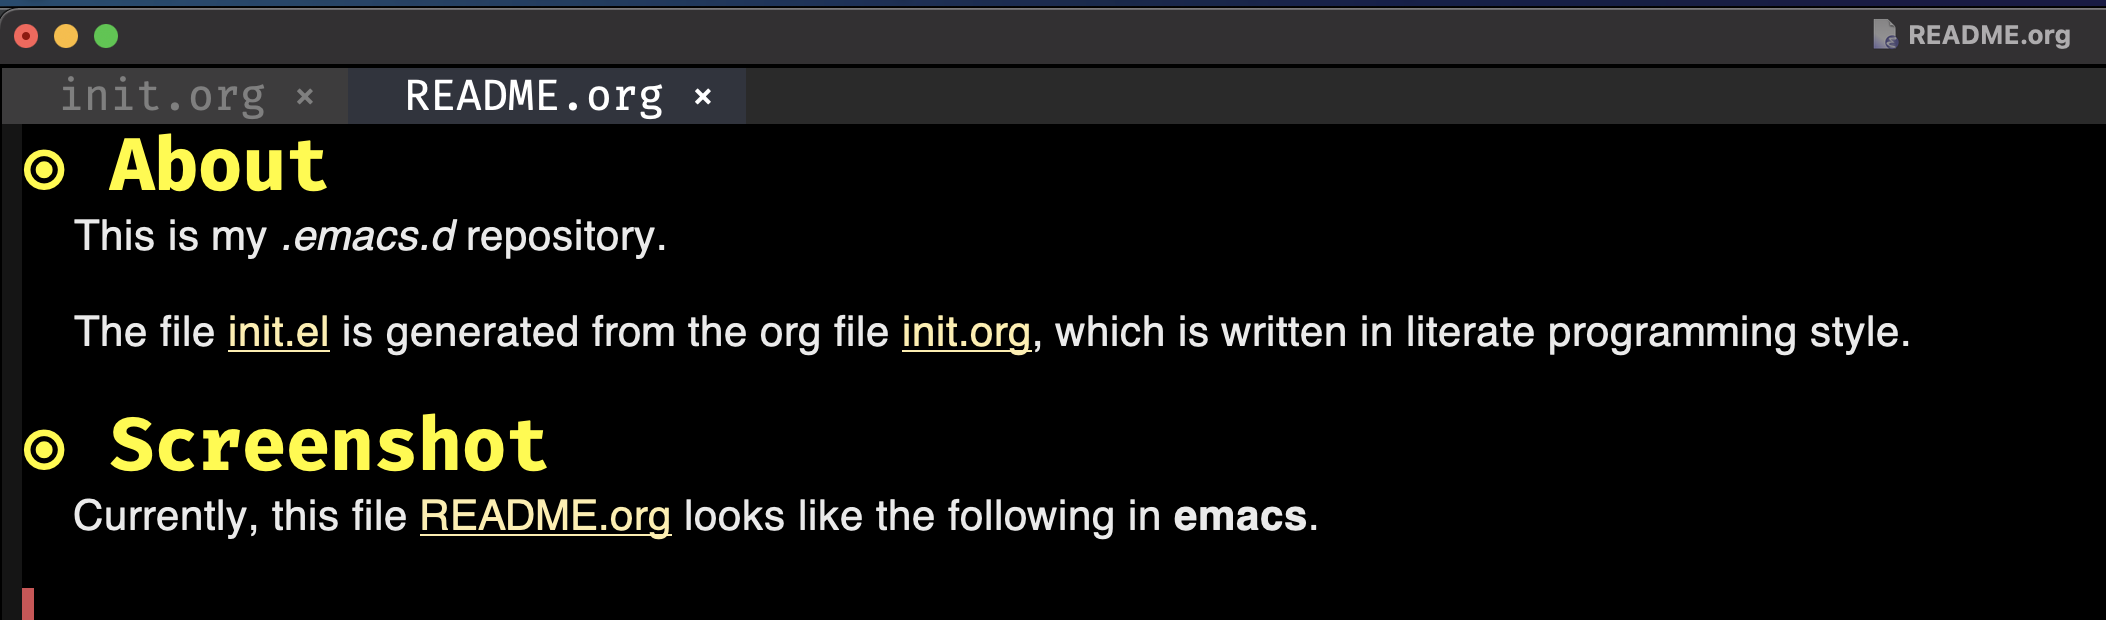 README.org
init.org × README.org ×
About
This is my .emacs.d repository.
The file init.el is generated from the org file init.org, which is written in literate programming style.
Screenshot
Currently, this file README.org looks like the following in emacs.